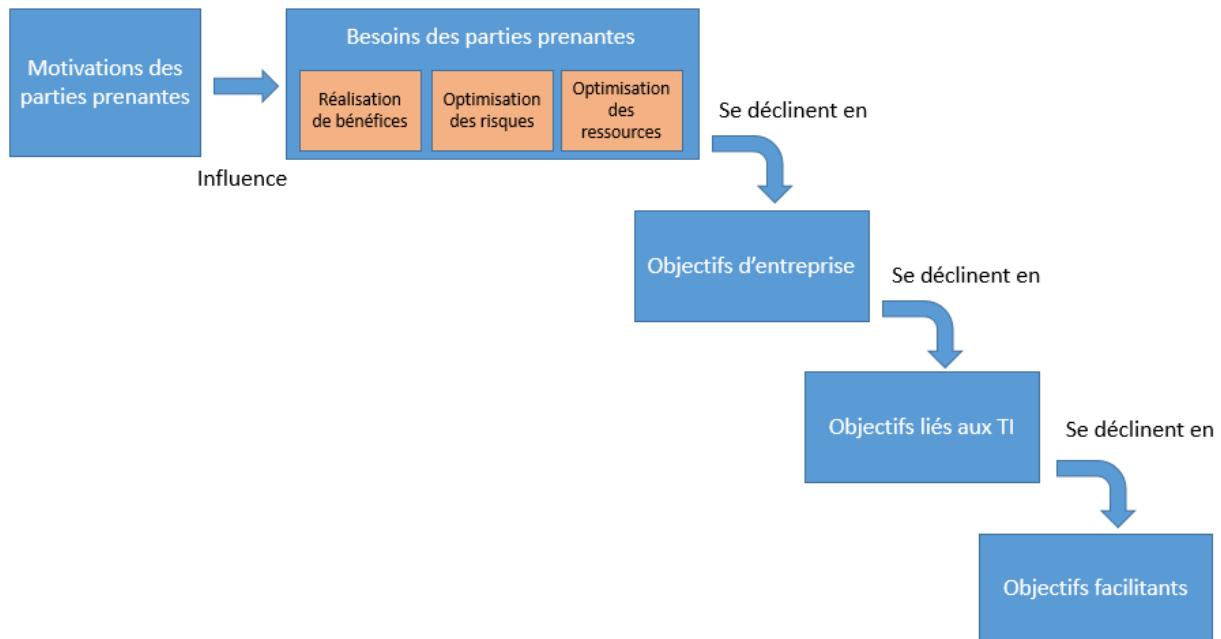 Motivations des
parties prenantes
Influence
Besoins des parties prenantes
Réalisation
de bénéfices
Optimisation
des risques
Optimisation
des
ressources
Se déclinent en
Objectifs d’entreprise
Se déclinent en
Objectifs liés aux TI
Se déclinent en
Objectifs facilitants